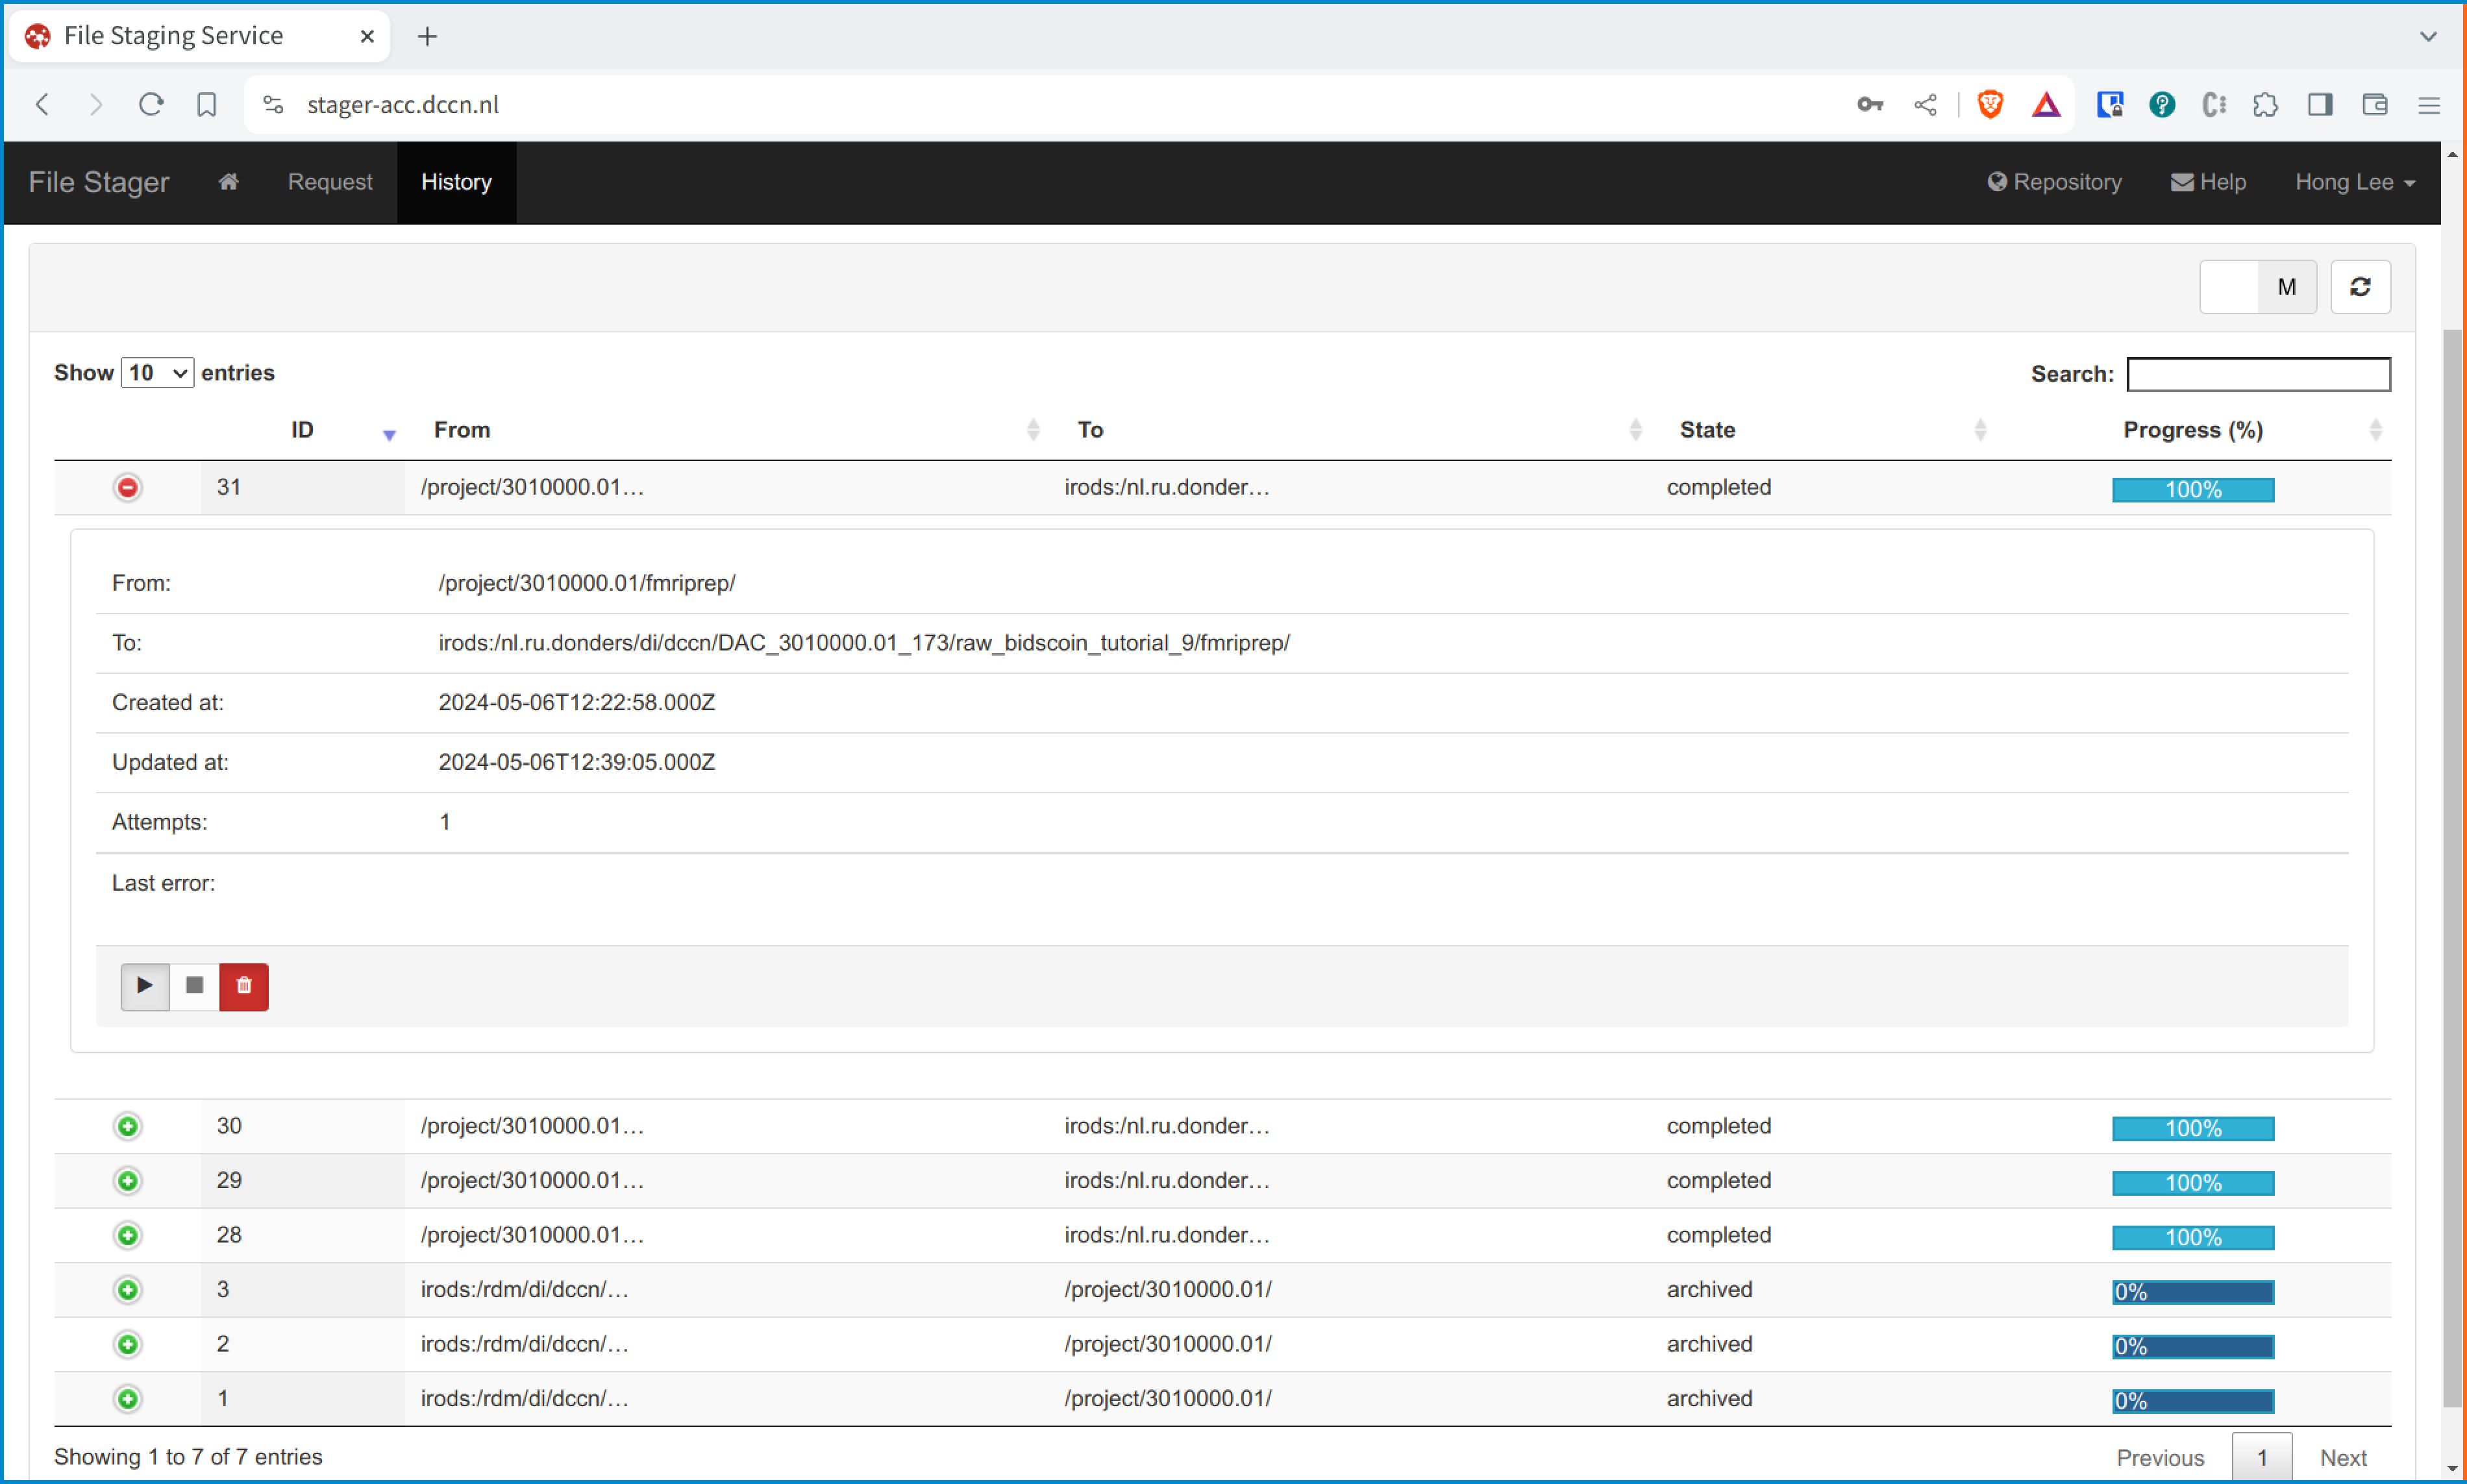 File Staging Service
stager-acc.dccn.nl
File Stager Request History Repository Help Hong Lee
M
Show 10 entries Search:
ID From To State Progress (%)
31 /project/3010000.01… irods:/nl.ru.donder… completed 100%
From: /project/3010000.01/fmriprep/
To: irods:/nl.ru.donders/di/dccn/DAC_3010000.01_173/raw_bidscoin_tutorial_9/fmriprep/
Created at: 2024-05-06T12:22:58.000Z
Updated at: 2024-05-06T12:39:05.000Z
Attempts: 1
Last error:
30 /project/3010000.01… irods:/nl.ru.donder… completed 100%
29 /project/3010000.01… irods:/nl.ru.donder… completed 100%
28 /project/3010000.01… irods:/nl.ru.donder… completed 100%
3 irods:/rdm/di/dccn/… /project/3010000.01/ archived 0%
2 irods:/rdm/di/dccn/… /project/3010000.01/ archived 0%
1 irods:/rdm/di/dccn/… /project/3010000.01/ archived 0%
Showing 1 to 7 of 7 entries Previous 1 Next